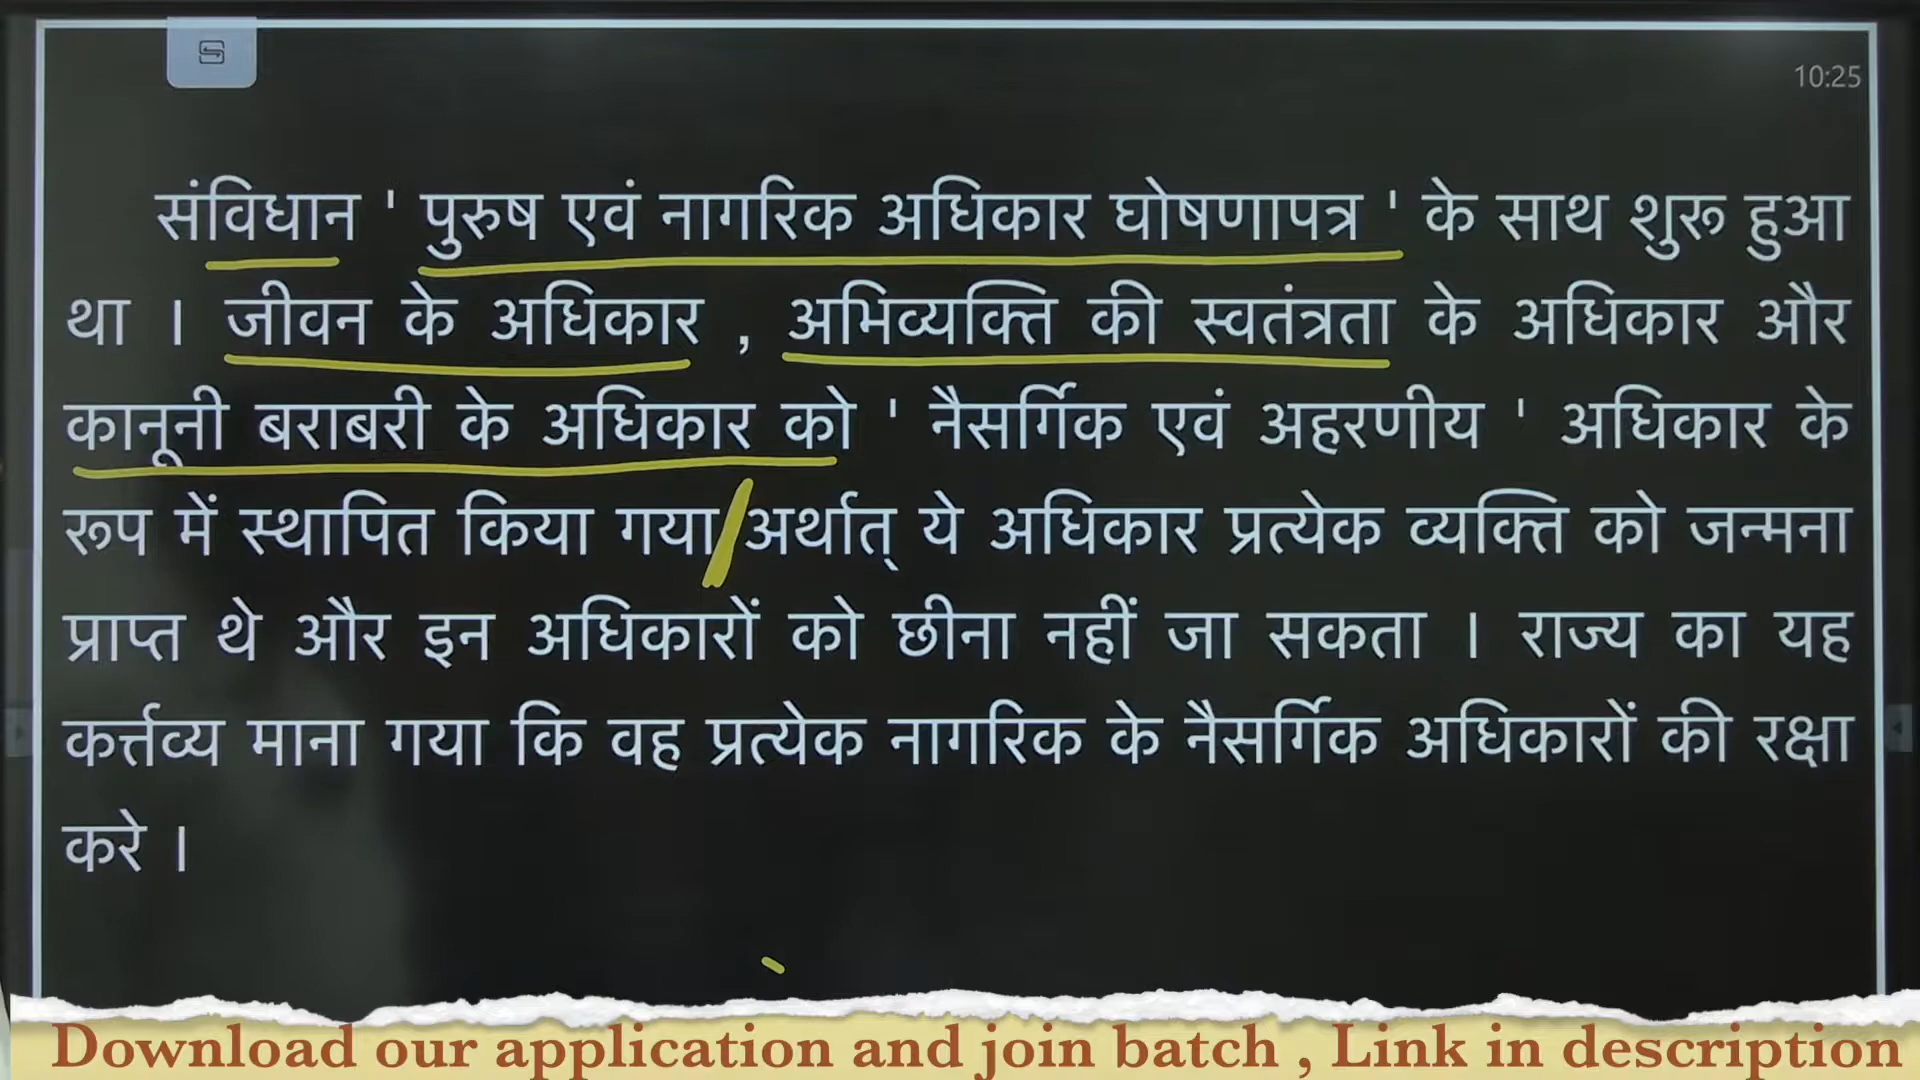 10:25
संविधान ' पुरुष एवं नागरिक अधिकार घोषणापत्र ' के साथ शुरू हुआ
था । जीवन के अधिकार , अभिव्यक्ति की स्वतंत्रता के अधिकार और
कानूनी बराबरी के अधिकार को ' नैसर्गिक एवं अहरणीय ' अधिकार के
रूप में स्थापित किया गया अर्थात् ये अधिकार प्रत्येक व्यक्ति को जन्मना
प्राप्त थे और इन अधिकारों को छीना नहीं जा सकता । राज्य का यह
कर्त्तव्य माना गया कि वह प्रत्येक नागरिक के नैसर्गिक अधिकारों की रक्षा
करे ।
Download our application and join batch , Link in description